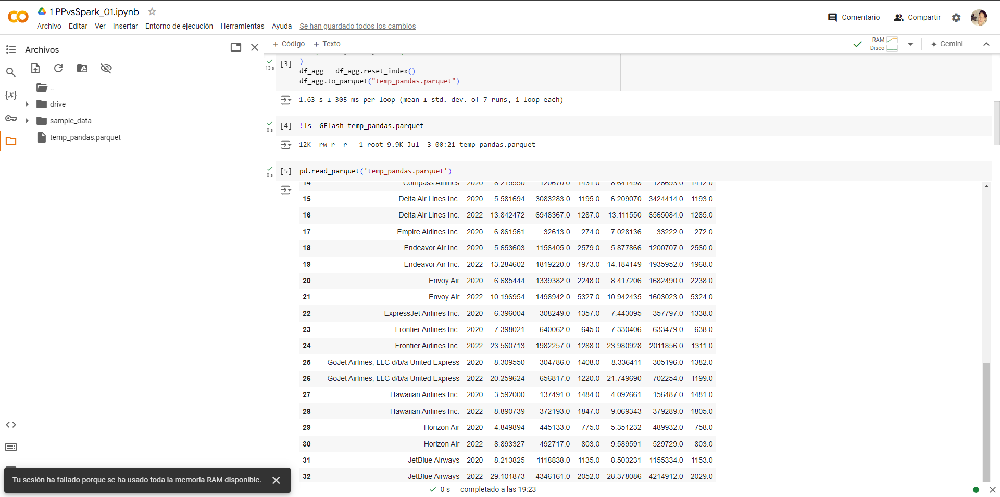 1 PPvsSpark_01.ipynb
Archivo Editar Ver Insertar Entorno de ejecución Herramientas Ayuda Se han guardado todos los cambios
Comentario Compartir
Archivos
+ Código + Texto
RAM
Disco
Gemini
..
drive
sample_data
temp_pandas.parquet
13 s
[3] )
df_agg = df_agg.reset_index()
df_agg.to_parquet("temp_pandas.parquet")
1.63 s ± 305 ms per loop (mean ± std. dev. of 7 runs, 1 loop each)
0 s
[4] !ls -GFlash temp_pandas.parquet
12K -rw-r--r-- 1 root 9.9K Jul 3 00:21 temp_pandas.parquet
0 s
[5] pd.read_parquet('temp_pandas.parquet')
14 Compass Airlines 2020 8.215550 120670.0 1431.0 8.641498 126693.0 1412.0
15 Delta Air Lines Inc. 2020 5.581694 3083283.0 1195.0 6.209070 3424414.0 1193.0
16 Delta Air Lines Inc. 2022 13.842472 6948367.0 1287.0 13.111550 6565084.0 1285.0
17 Empire Airlines Inc. 2020 6.861561 32613.0 274.0 7.028136 33222.0 272.0
18 Endeavor Air Inc. 2020 5.653603 1156405.0 2579.0 5.877866 1200707.0 2560.0
19 Endeavor Air Inc. 2022 13.284602 1819220.0 1973.0 14.184149 1935952.0 1968.0
20 Envoy Air 2020 6.685444 1339382.0 2248.0 8.417206 1682490.0 2238.0
21 Envoy Air 2022 10.196954 1498942.0 5327.0 10.942435 1603023.0 5324.0
22 ExpressJet Airlines Inc. 2020 6.396004 308249.0 1357.0 7.443095 357797.0 1338.0
23 Frontier Airlines Inc. 2020 7.398021 640062.0 645.0 7.330406 633479.0 638.0
24 Frontier Airlines Inc. 2022 23.560713 1982257.0 1288.0 23.980928 2011856.0 1311.0
25 GoJet Airlines, LLC d/b/a United Express 2020 8.309550 304786.0 1408.0 8.336411 305196.0 1382.0
26 GoJet Airlines, LLC d/b/a United Express 2022 20.259624 656817.0 1220.0 21.749690 702254.0 1199.0
27 Hawaiian Airlines Inc. 2020 3.592000 137491.0 1484.0 4.092661 156487.0 1481.0
28 Hawaiian Airlines Inc. 2022 8.890739 372193.0 1847.0 9.069343 379289.0 1805.0
29 Horizon Air 2020 4.849894 445133.0 775.0 5.351232 489932.0 758.0
30 Horizon Air 2022 8.893327 492717.0 803.0 9.589591 529729.0 803.0
31 JetBlue Airways 2020 8.213825 1118838.0 1135.0 8.503231 1155334.0 1153.0
32 JetBlue Airways 2022 29.101873 4346161.0 2052.0 28.378086 4214912.0 2029.0
Tu sesión ha fallado porque se ha usado toda la memoria RAM disponible.
0 s completado a las 19:23